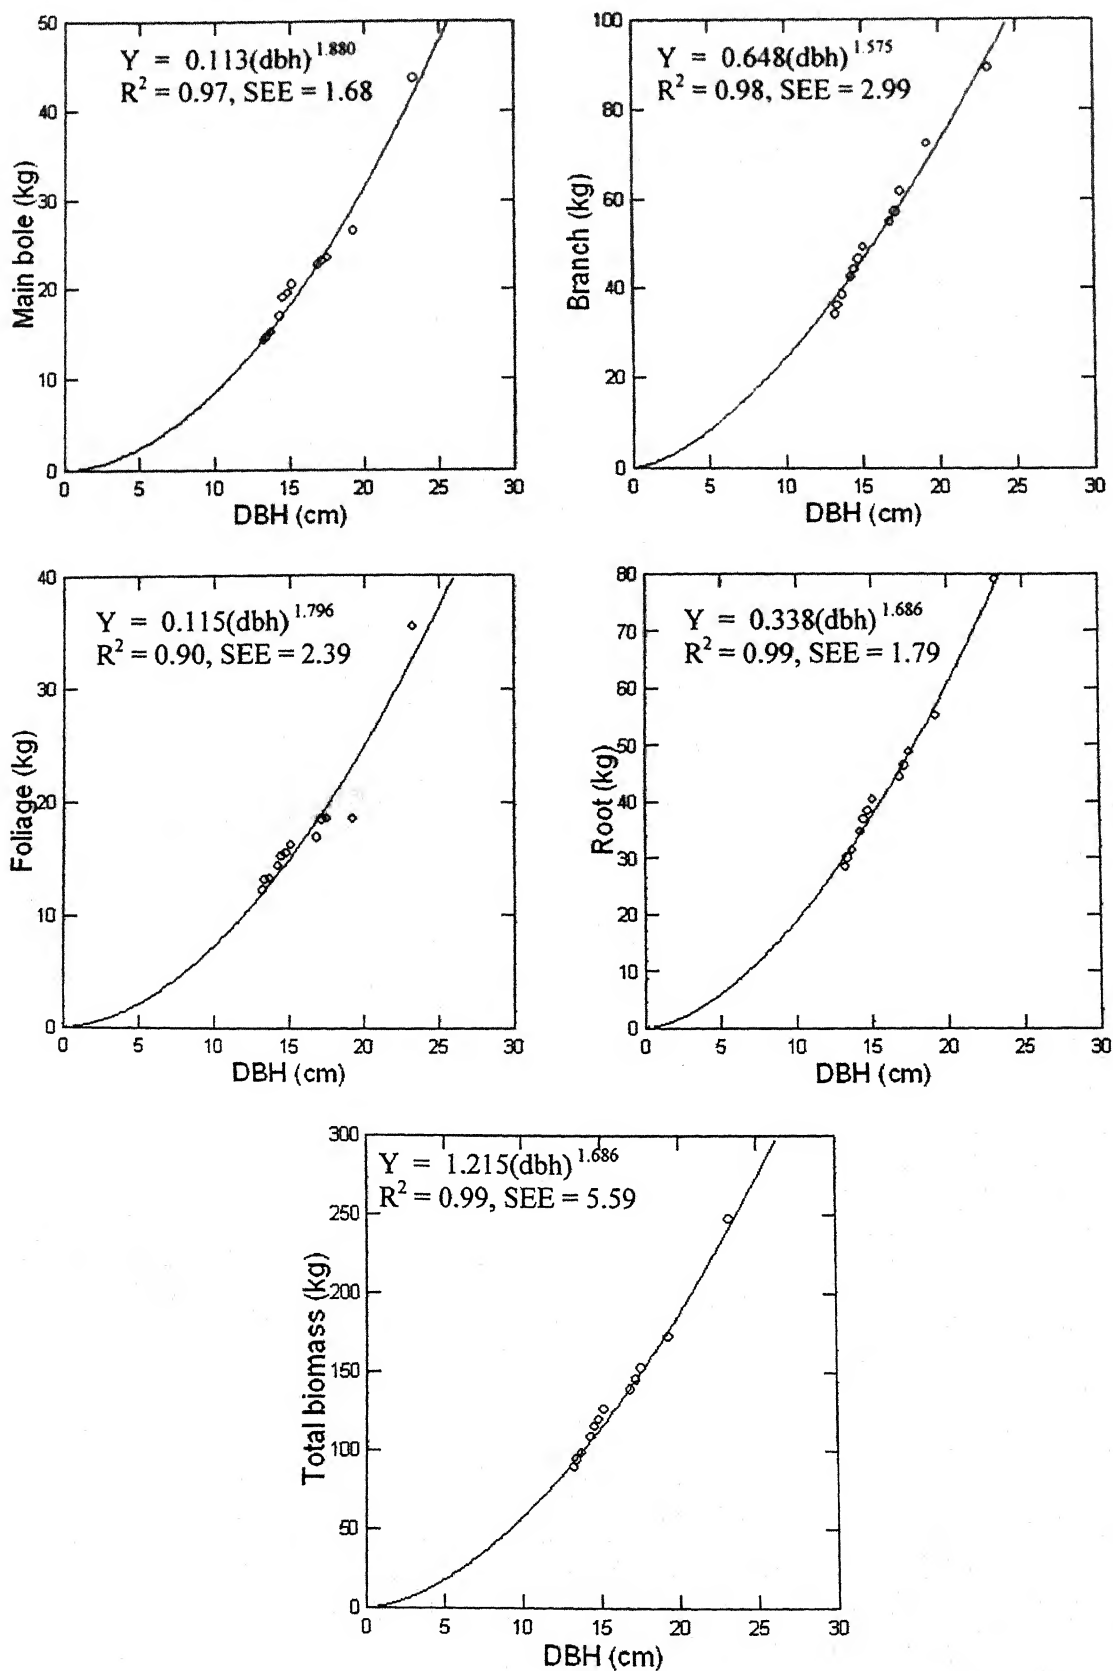 50
40
30
20
10
0
Y = 0.113(dbh)^1.880
R² = 0.97, SEE = 1.68
Main bole (kg)
0 5 10 15 20 25 30
DBH (cm)
100
80
60
40
20
0
Y = 0.648(dbh)^1.575
R² = 0.98, SEE = 2.99
Branch (kg)
0 5 10 15 20 25 30
DBH (cm)
40
30
20
10
0
Y = 0.115(dbh)^1.796
R² = 0.90, SEE = 2.39
Foliage (kg)
0 5 10 15 20 25 30
DBH (cm)
80
70
60
50
40
30
20
10
0
Y = 0.338(dbh)^1.686
R² = 0.99, SEE = 1.79
Root (kg)
0 5 10 15 20 25 30
DBH (cm)
300
250
200
150
100
50
0
Y = 1.215(dbh)^1.686
R² = 0.99, SEE = 5.59
Total biomass (kg)
0 5 10 15 20 25 30
DBH (cm)